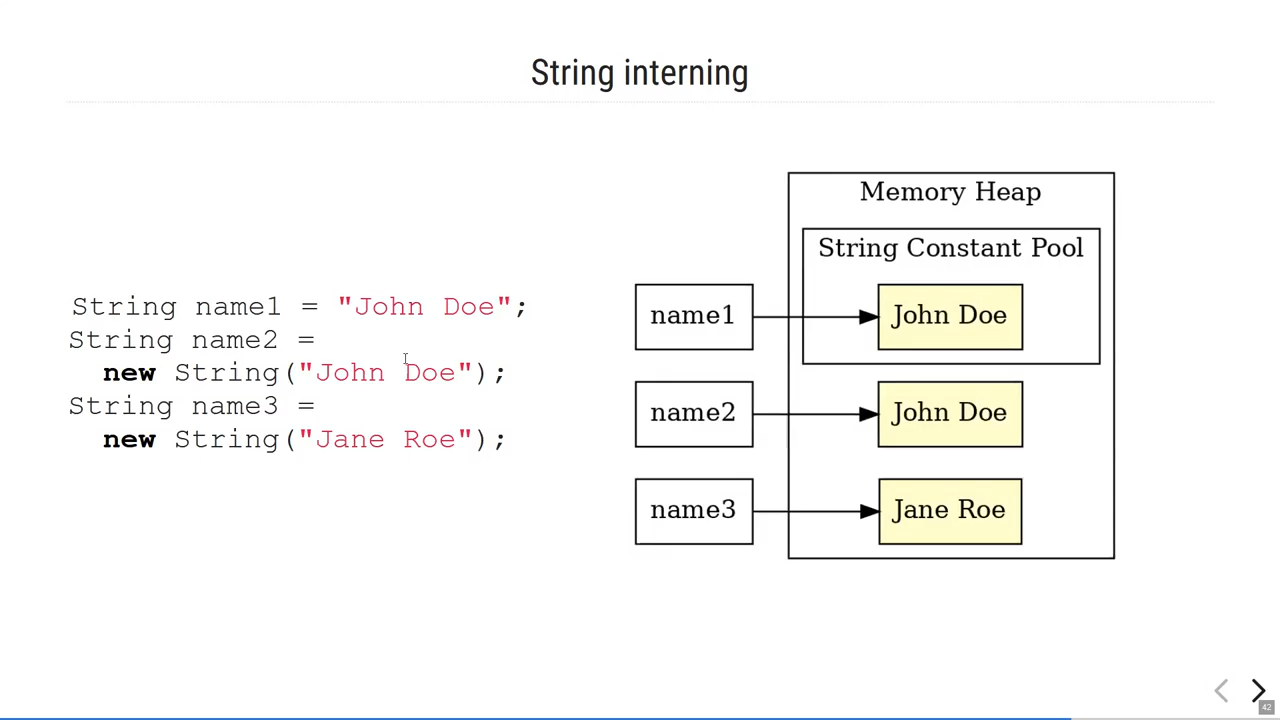 String interning
String name1 = "John Doe";
String name2 =
new String("John Doe");
String name3 =
new String("Jane Roe");
Memory Heap
String Constant Pool
name1
John Doe
name2
John Doe
name3
Jane Roe
42